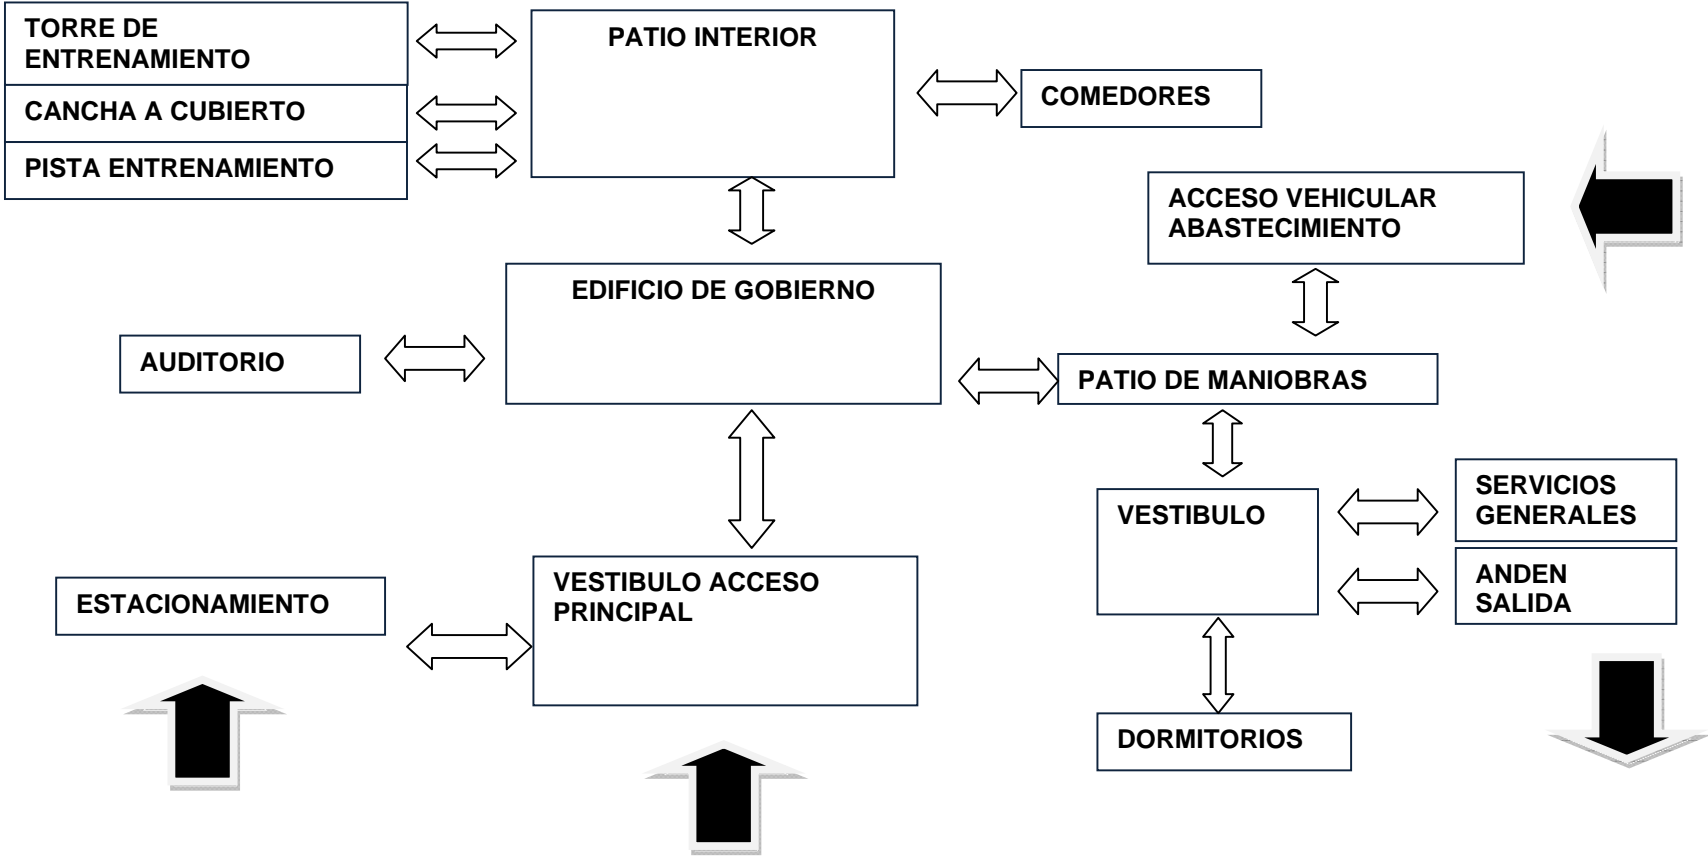 TORRE DE
ENTRENAMIENTO
PATIO INTERIOR
CANCHA A CUBIERTO
COMEDORES
PISTA ENTRENAMIENTO
ACCESO VEHICULAR
ABASTECIMIENTO
EDIFICIO DE GOBIERNO
AUDITORIO
PATIO DE MANIOBRAS
VESTIBULO
SERVICIOS
GENERALES
ANDEN
SALIDA
ESTACIONAMIENTO
VESTIBULO ACCESO
PRINCIPAL
DORMITORIOS